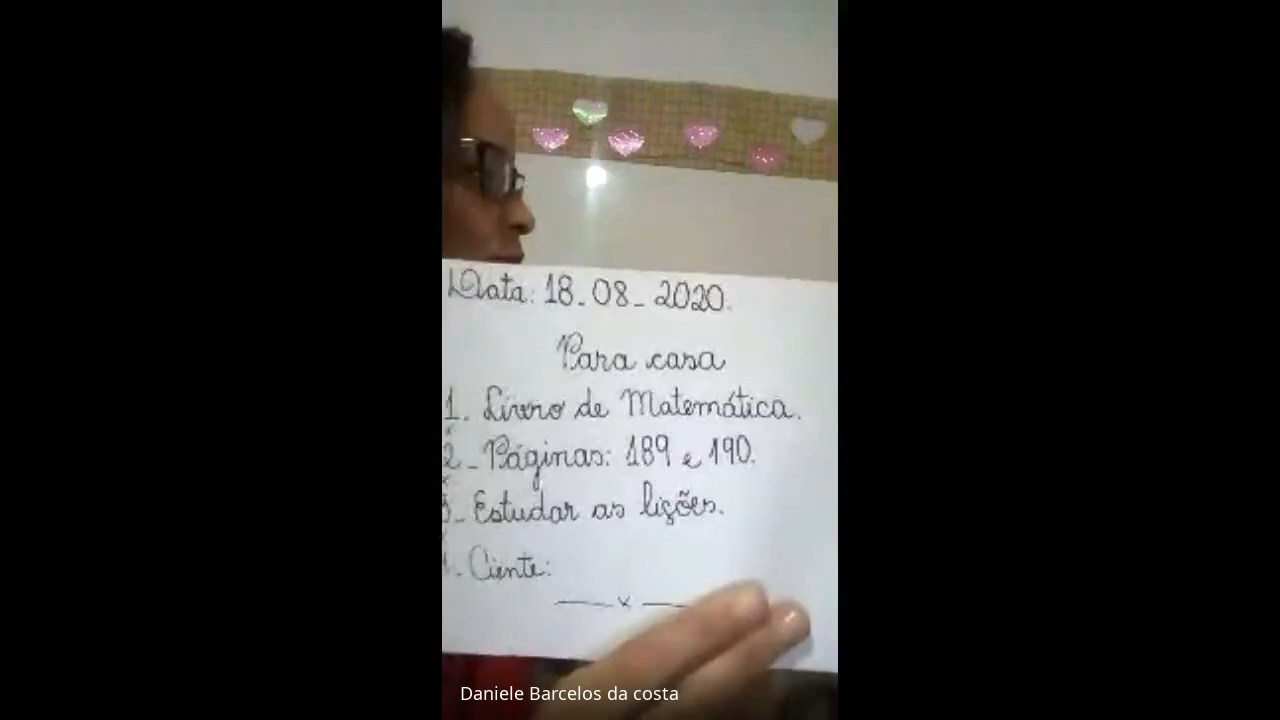 Data: 18-08-2020.
Para casa
1. Livro de Matemática.
2- Páginas: 189 e 190.
3- Estudar as lições.
4- Ciente:
x
Daniele Barcelos da costa